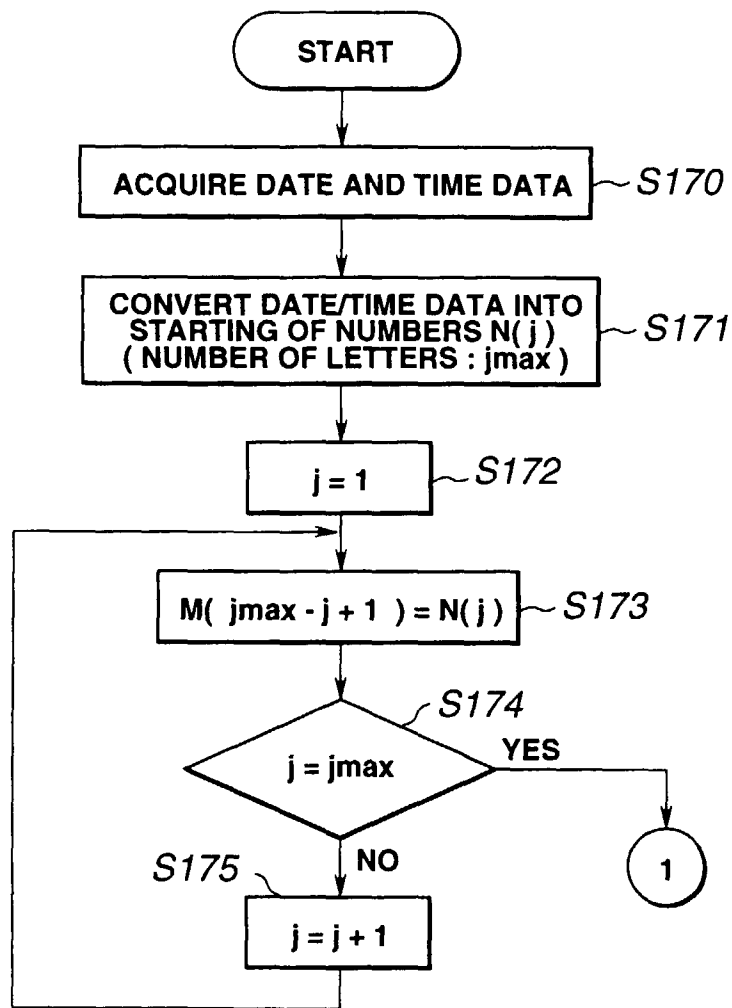 START
ACQUIRE DATE AND TIME DATA
S170
CONVERT DATE/TIME DATA INTO
STARTING OF NUMBERS N( j )
( NUMBER OF LETTERS : jmax )
S171
j = 1
S172
M( jmax - j + 1 ) = N( j )
S173
S174
j = jmax
YES
1
NO
S175
j = j + 1